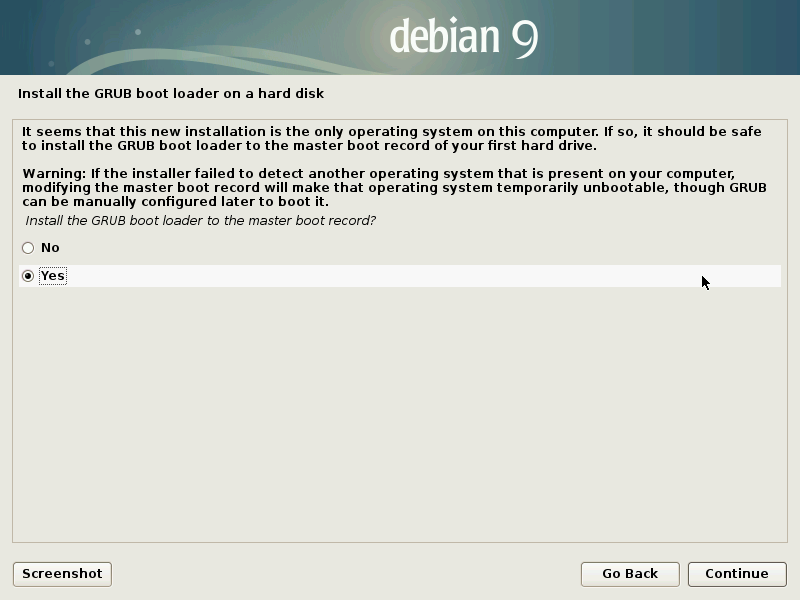 debian 9
Install the GRUB boot loader on a hard disk
It seems that this new installation is the only operating system on this computer. If so, it should be safe
to install the GRUB boot loader to the master boot record of your first hard drive.
Warning: If the installer failed to detect another operating system that is present on your computer,
modifying the master boot record will make that operating system temporarily unbootable, though GRUB
can be manually configured later to boot it.
Install the GRUB boot loader to the master boot record?
No
Yes
Screenshot
Go Back
Continue